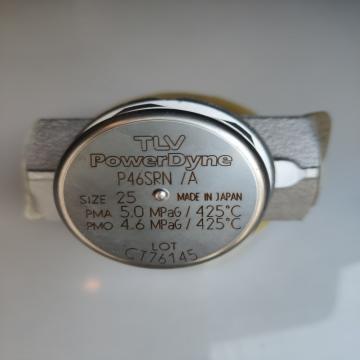 TLV
PowerDyne
P46SRN /A
SIZE 25 MADE IN JAPAN
PMA 5.0 MPaG / 425°C
PMO 4.6 MPaG / 425°C
LOT
CT76145